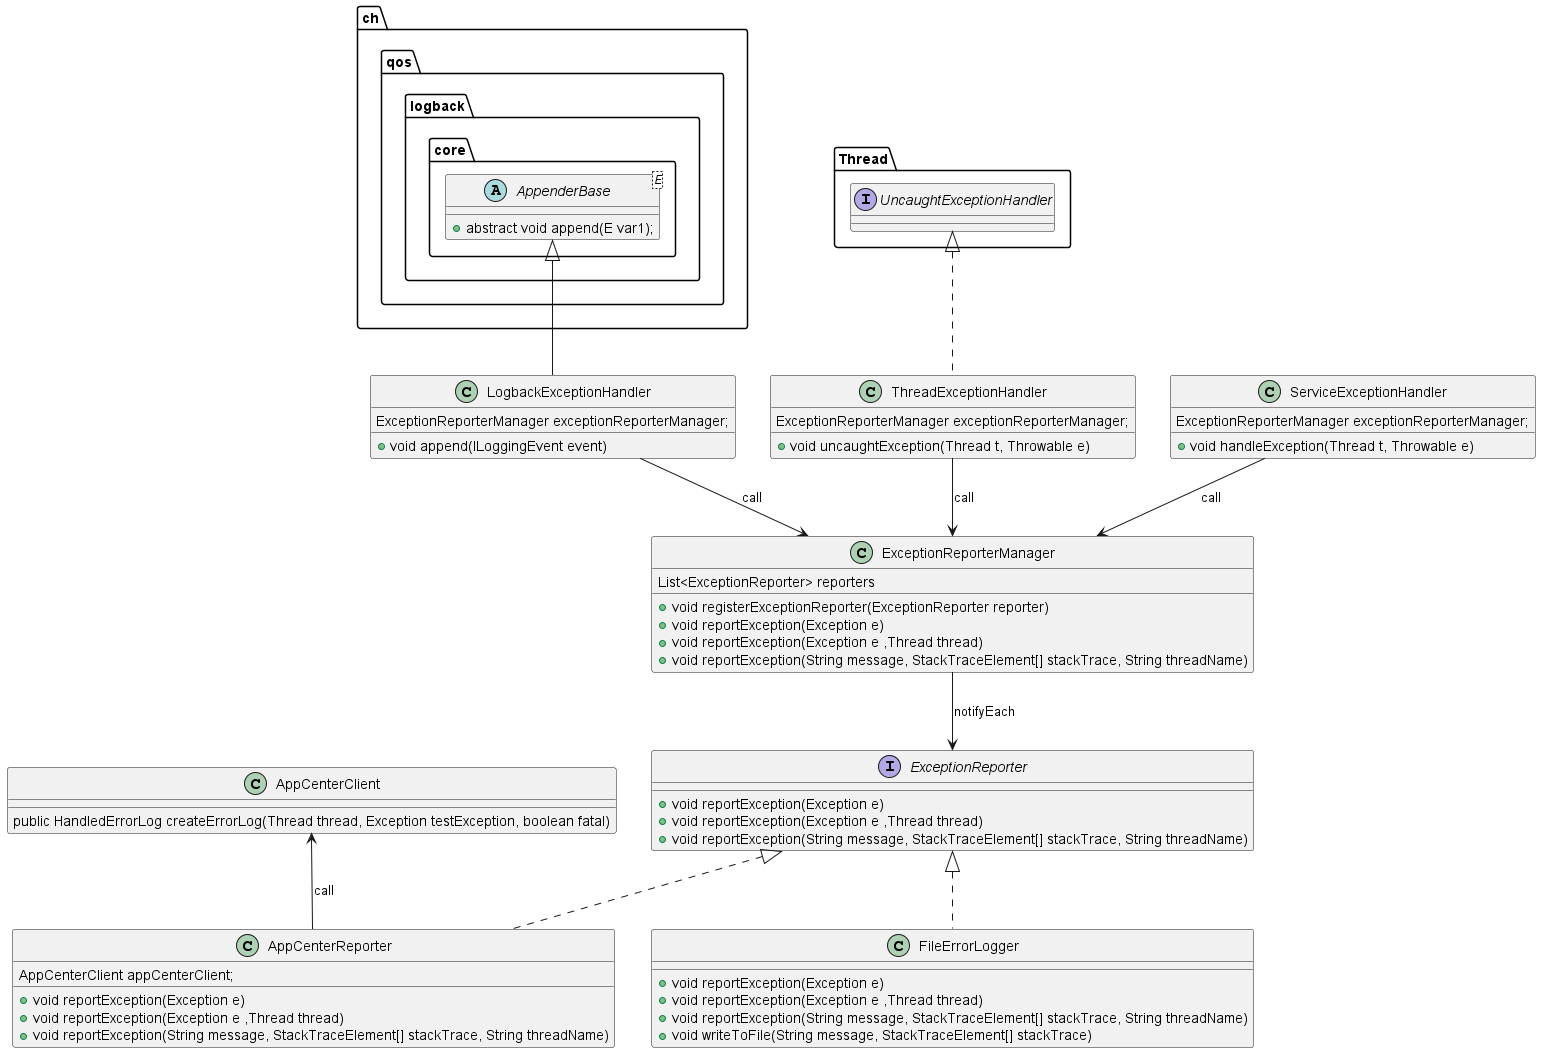 ch
qos
logback
core
A AppenderBase E
abstract void append(E var1);
Thread
I UncaughtExceptionHandler
C LogbackExceptionHandler
ExceptionReporterManager exceptionReporterManager;
void append(ILoggingEvent event)
C ThreadExceptionHandler
ExceptionReporterManager exceptionReporterManager;
void uncaughtException(Thread t, Throwable e)
C ServiceExceptionHandler
ExceptionReporterManager exceptionReporterManager;
void handleException(Thread t, Throwable e)
call
call
call
C ExceptionReporterManager
List<ExceptionReporter> reporters
void registerExceptionReporter(ExceptionReporter reporter)
void reportException(Exception e)
void reportException(Exception e ,Thread thread)
void reportException(String message, StackTraceElement[] stackTrace, String threadName)
notifyEach
C AppCenterClient
public HandledErrorLog createErrorLog(Thread thread, Exception testException, boolean fatal)
I ExceptionReporter
void reportException(Exception e)
void reportException(Exception e ,Thread thread)
void reportException(String message, StackTraceElement[] stackTrace, String threadName)
call
C AppCenterReporter
AppCenterClient appCenterClient;
void reportException(Exception e)
void reportException(Exception e ,Thread thread)
void reportException(String message, StackTraceElement[] stackTrace, String threadName)
C FileErrorLogger
void reportException(Exception e)
void reportException(Exception e ,Thread thread)
void reportException(String message, StackTraceElement[] stackTrace, String threadName)
void writeToFile(String message, StackTraceElement[] stackTrace)